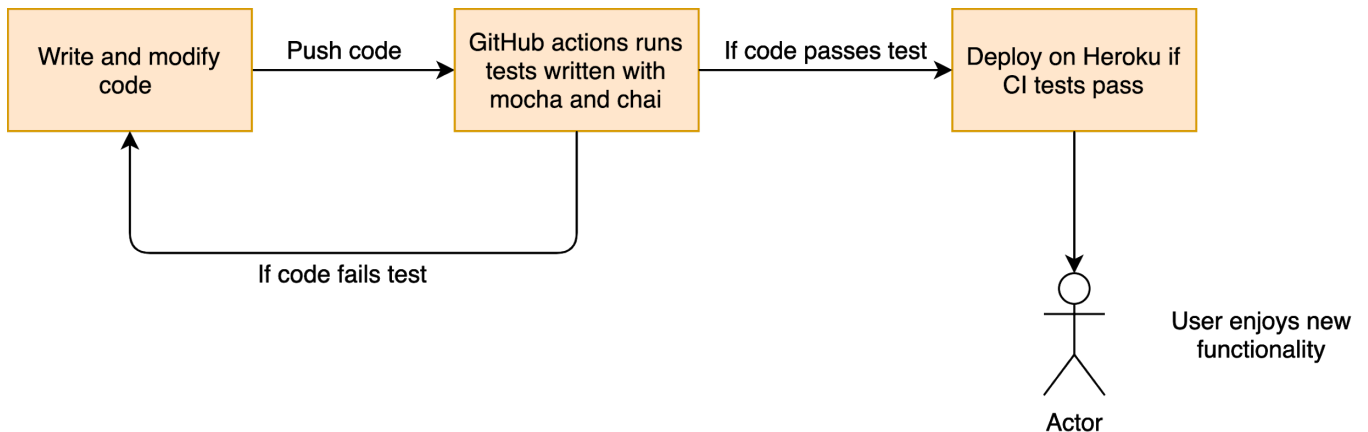 Write and modify
code
Push code
GitHub actions runs
tests written with
mocha and chai
If code passes test
Deploy on Heroku if
CI tests pass
If code fails test
User enjoys new
functionality
Actor